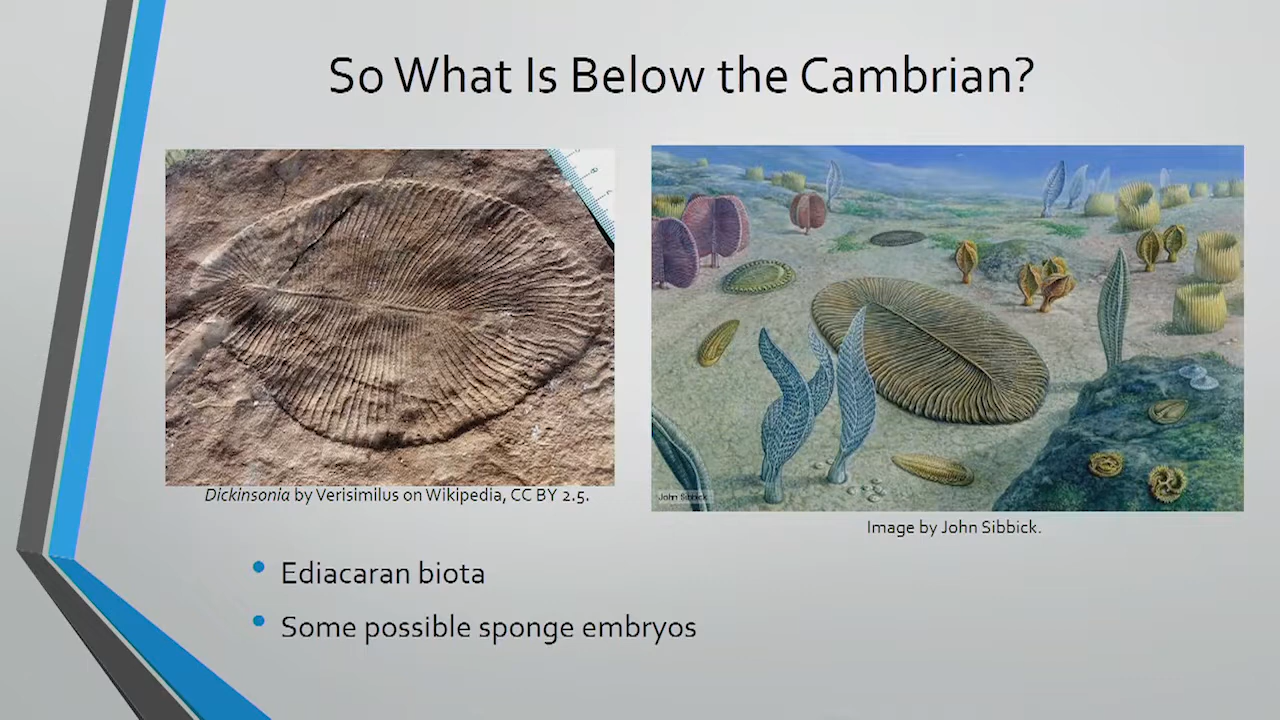 So What Is Below the Cambrian?
Dickinsonia by Verisimilus on Wikipedia, CC BY 2.5.
John Sibbick
Image by John Sibbick.
Ediacaran biota
Some possible sponge embryos